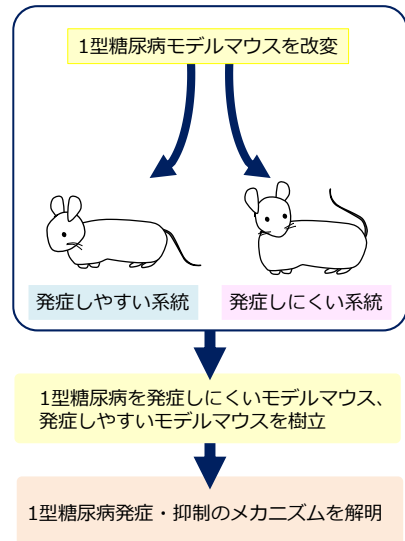 1型糖尿病モデルマウスを改変
発症しやすい系統
発症しにくい系統
1型糖尿病を発症しにくいモデルマウス、
発症しやすいモデルマウスを樹立
1型糖尿病発症・抑制のメカニズムを解明